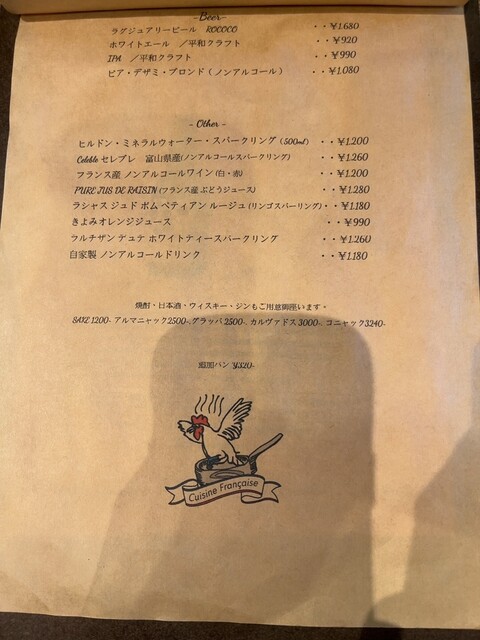 -Beer-
ラグジュアリービール ROCOCO ・・¥1.680
ホワイトエール ／平和クラフト ・・¥920
IPA ／平和クラフト ・・¥990
ピア・デザミ・ブロンド（ノンアルコール） ・・¥1.080
- Other -
ヒルドン・ミネラルウォーター・スパークリング（500ml） ・・¥1.200
Celeble セレブレ 富山県産(ノンアルコールスパークリング) ・・¥1.260
フランス産 ノンアルコールワイン (白・赤) ・・¥1.200
PURE JUS DE RAISIN (フランス産 ぶどうジュース) ・・¥1.280
ラシャス ジュド ポム ペティアン ルージュ (リンゴスパーリング) ・・¥1.180
きよみオレンジジュース ・・¥990
ラルチザン デュテ ホワイトティースパークリング ・・¥1.260
自家製 ノンアルコールドリンク ・・¥1.180
焼酎・日本酒・ウィスキー・ジンもご用意御座います。
SAKE 1200- アルマニャック2500-. グラッパ 2500-. カルヴァドス 3000-. コニャック3240-
追加パン ¥320-
Cuisine Française